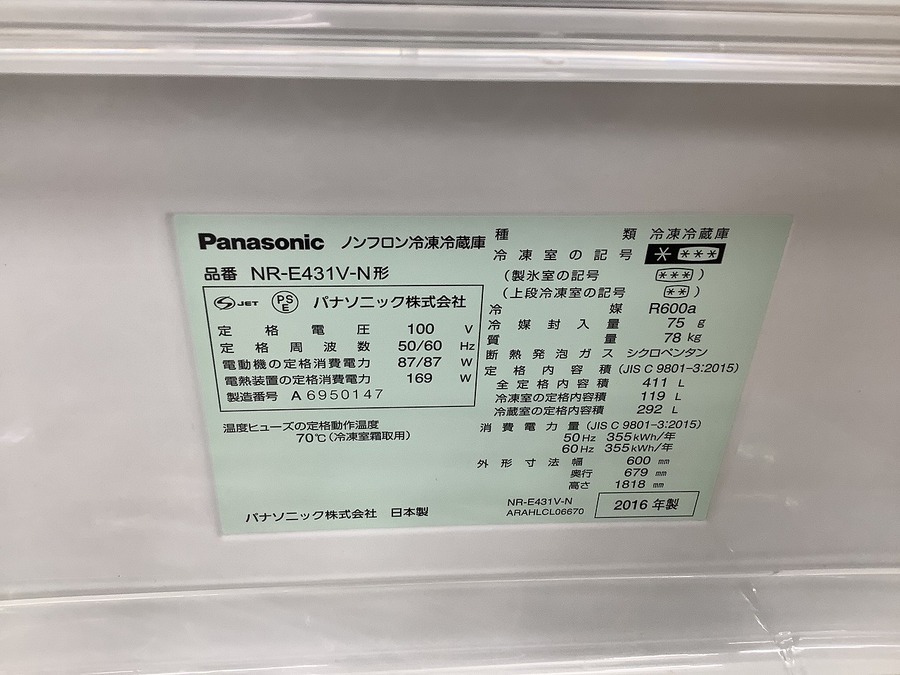 Panasonic ノンフロン冷凍冷蔵庫
品番 NR-E431V-N形
S JET PSE パナソニック株式会社
定格電圧 100 V
定格周波数 50/60 Hz
電動機の定格消費電力 87/87 W
電熱装置の定格消費電力 169 W
製造番号 A 6950147
温度ヒューズの定格動作温度
70℃(冷凍室霜取用)
パナソニック株式会社 日本製
種類 冷凍冷蔵庫
冷凍室の記号 * ***
(製氷室の記号 *** )
(上段冷凍室の記号 ** )
冷媒 R600a
冷媒封入量 75 g
質量 78 kg
断熱発泡ガス シクロペンタン
定格内容積 (JIS C 9801-3:2015)
全定格内容積 411 L
冷凍室の定格内容積 119 L
冷蔵室の定格内容積 292 L
消費電力量 (JIS C 9801-3:2015)
50Hz 355kWh/年
60Hz 355kWh/年
外形寸法 幅 600 mm
奥行 679 mm
高さ 1818 mm
NR-E431V-N
ARAHLCL06670
2016 年製